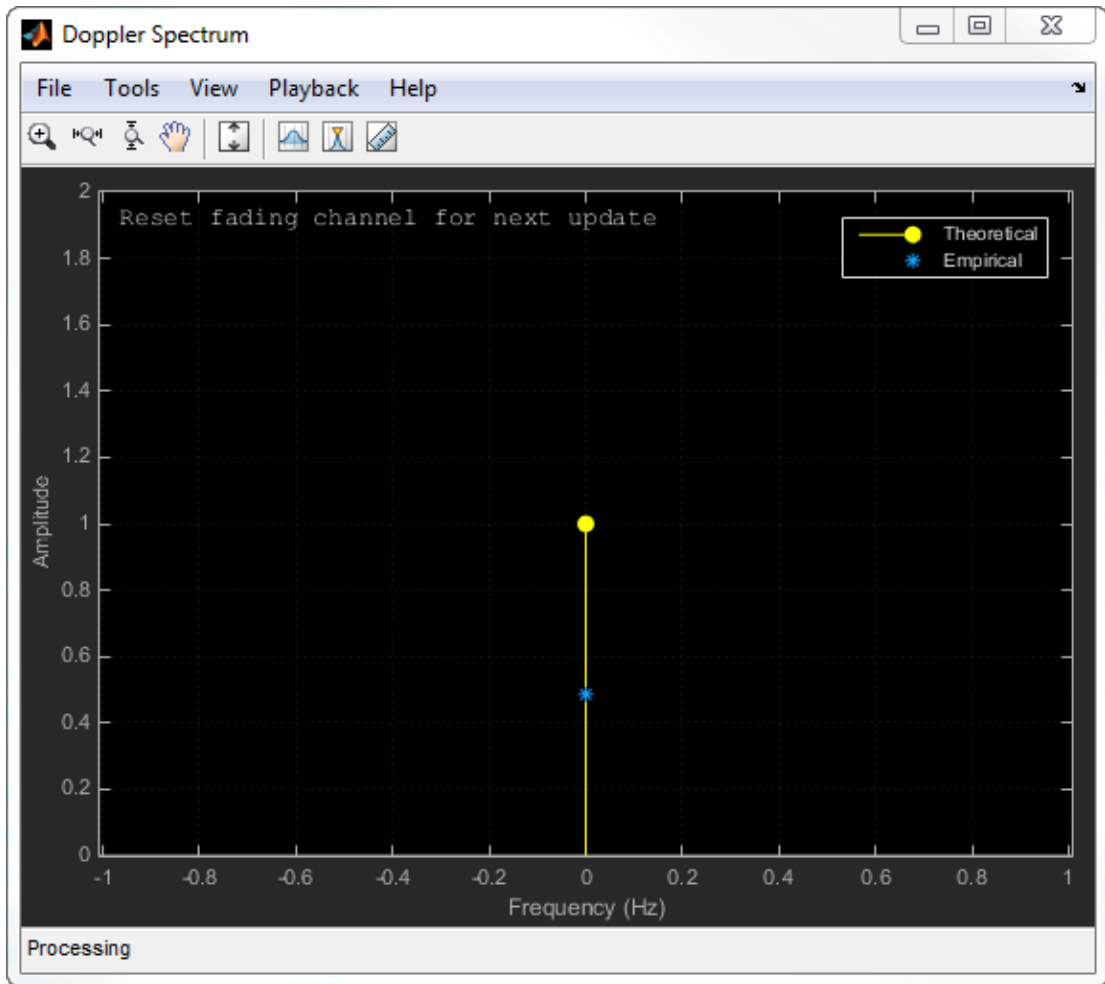 Doppler Spectrum
File Tools View Playback Help
Reset fading channel for next update
Theoretical
Empirical
2
1.8
1.6
1.4
1.2
1
0.8
0.6
0.4
0.2
0
Amplitude
-1 -0.8 -0.6 -0.4 -0.2 0 0.2 0.4 0.6 0.8 1
Frequency (Hz)
Processing